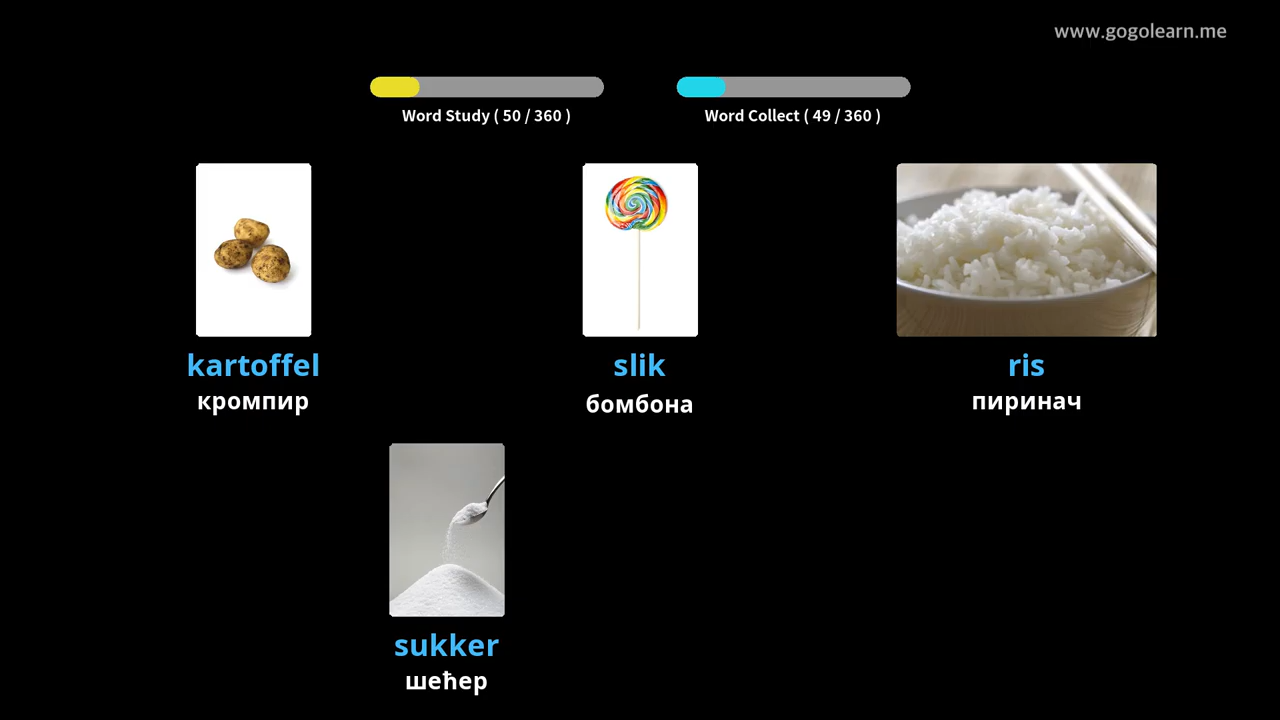 www.gogolearn.me
Word Study ( 50 / 360 )
Word Collect ( 49 / 360 )
kartoffel
кромпир
slik
бомбона
ris
пиринач
sukker
шећер